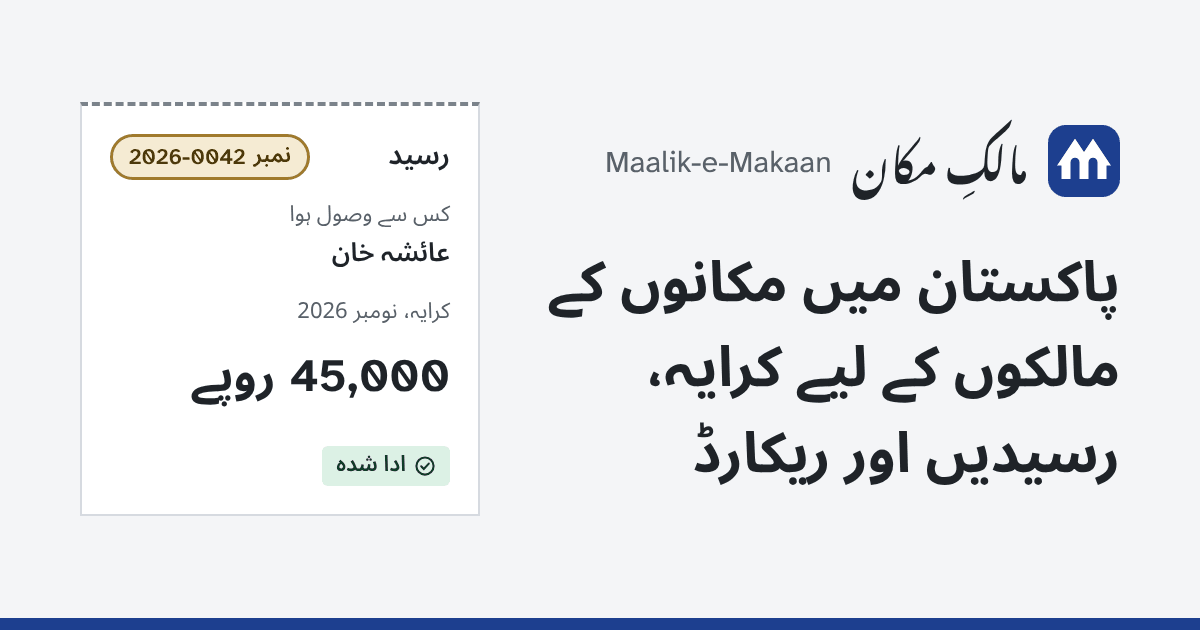 مالکِ مکان Maalik-e-Makaan
پاکستان میں مکانوں کے
مالکوں کے لیے کرایہ،
رسیدیں اور ریکارڈ
رسید
نمبر 2026-0042
کس سے وصول ہوا
عائشہ خان
کرایہ، نومبر 2026
45,000 روپے
ادا شدہ